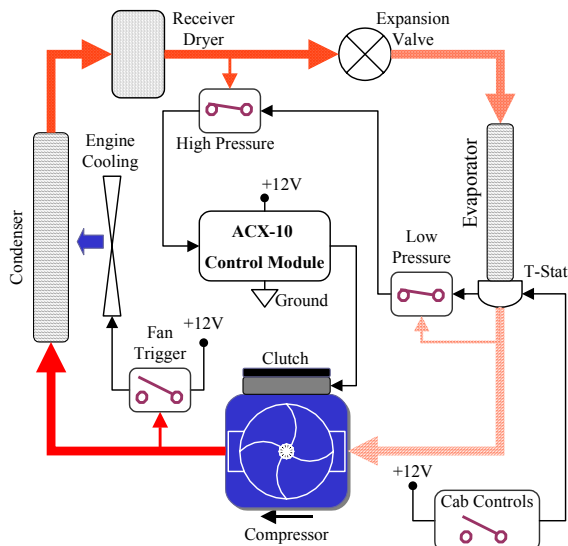 Receiver
Dryer
Expansion
Valve
Engine
Cooling
High Pressure
+12V
Evaporator
Condenser
ACX-10
Control Module
Low
Pressure
T-Stat
Ground
Fan
Trigger
+12V
Clutch
+12V
Cab Controls
Compressor